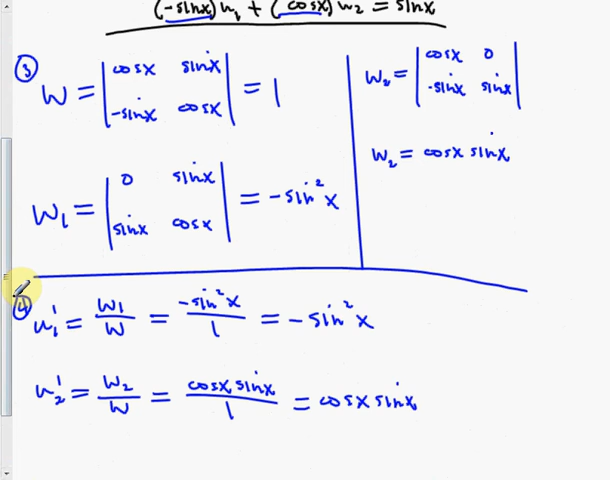 (-sinx)u₁ + (cosx)u₂ = sinx
③ W = |cosx sinx| = 1
|-sinx cosx|
W₁ = |0 sinx| = -sin²x
|sinx cosx|
W₂ = |cosx 0|
|-sinx sinx|
W₂ = cosx sinx
④ u₁' = W₁/W = -sin²x/1 = -sin²x
u₂' = W₂/W = cosx sinx/1 = cosx sinx